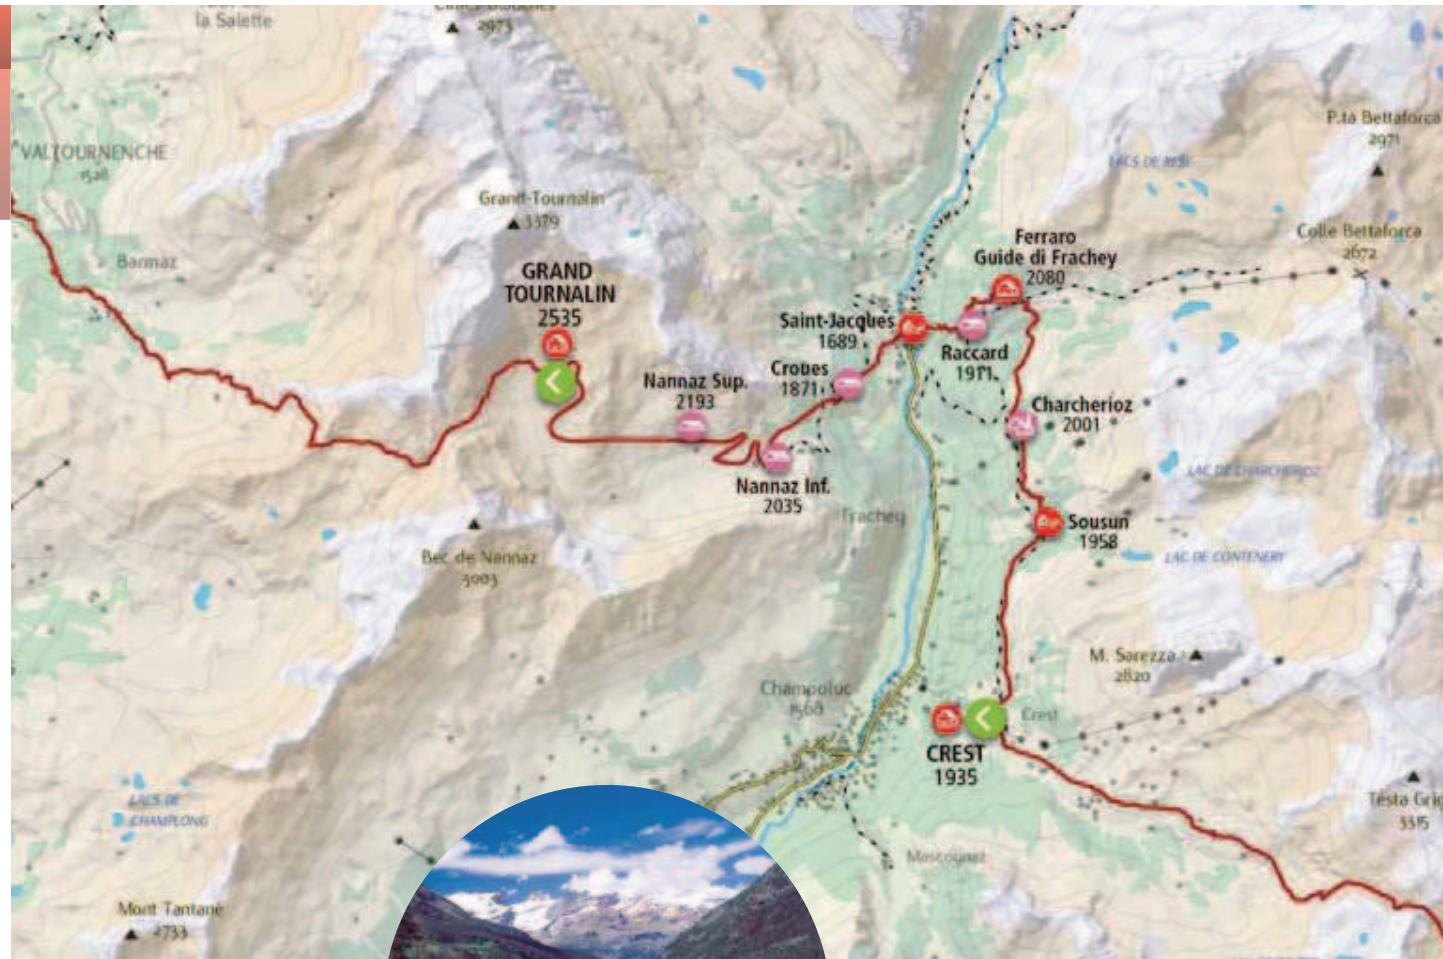 la Salette
2973
P.ta Bettaforca
2971
VALTOURNENCHE
1528
Grand-Tournalin
3379
Colle Bettaforca
2672
Barmaz
Ferraro
Guide di Frachey
2080
GRAND
TOURNALIN
2535
Saint-Jacques
1689
Raccard
1911
Croues
1871
Nannaz Sup.
2193
Charcherioz
2001
LAC DE CHARCHERIOZ
Nannaz Inf.
2035
Frachey
Sousun
1958
LAC DE CONTENERY
Bec de Nannaz
3003
M. Sarezza
2820
Champoluc
1568
Crest
CREST
1935
LACS DE
CHAMPLONG
Testa Grig
3315
Mascognaz
Mont Tantané
2733